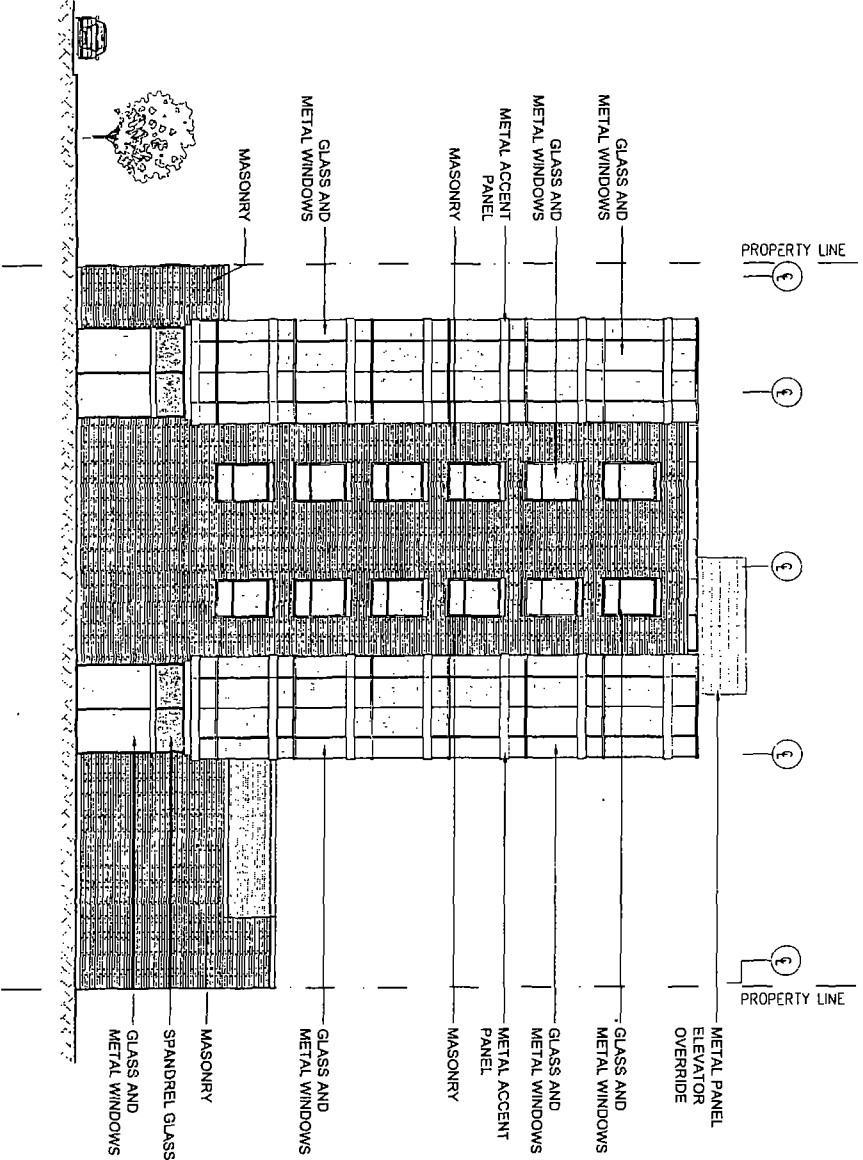 PROPERTY LINE
PROPERTY LINE
METAL PANEL
ELEVATOR
OVERRIDE
GLASS AND
METAL WINDOWS
GLASS AND
METAL WINDOWS
GLASS AND
METAL WINDOWS
GLASS AND
METAL WINDOWS
METAL ACCENT
PANEL
METAL ACCENT
PANEL
MASONRY
MASONRY
GLASS AND
METAL WINDOWS
GLASS AND
METAL WINDOWS
MASONRY
MASONRY
SPANDREL GLASS
GLASS AND
METAL WINDOWS